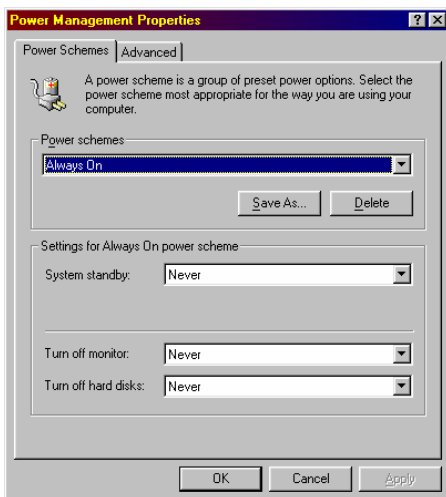 Power Management Properties
Power Schemes Advanced
A power scheme is a group of preset power options. Select the
power scheme most appropriate for the way you are using your
computer.
Power schemes
Always On
Save As... Delete
Settings for Always On power scheme
System standby: Never
Turn off monitor: Never
Turn off hard disks: Never
OK Cancel Apply